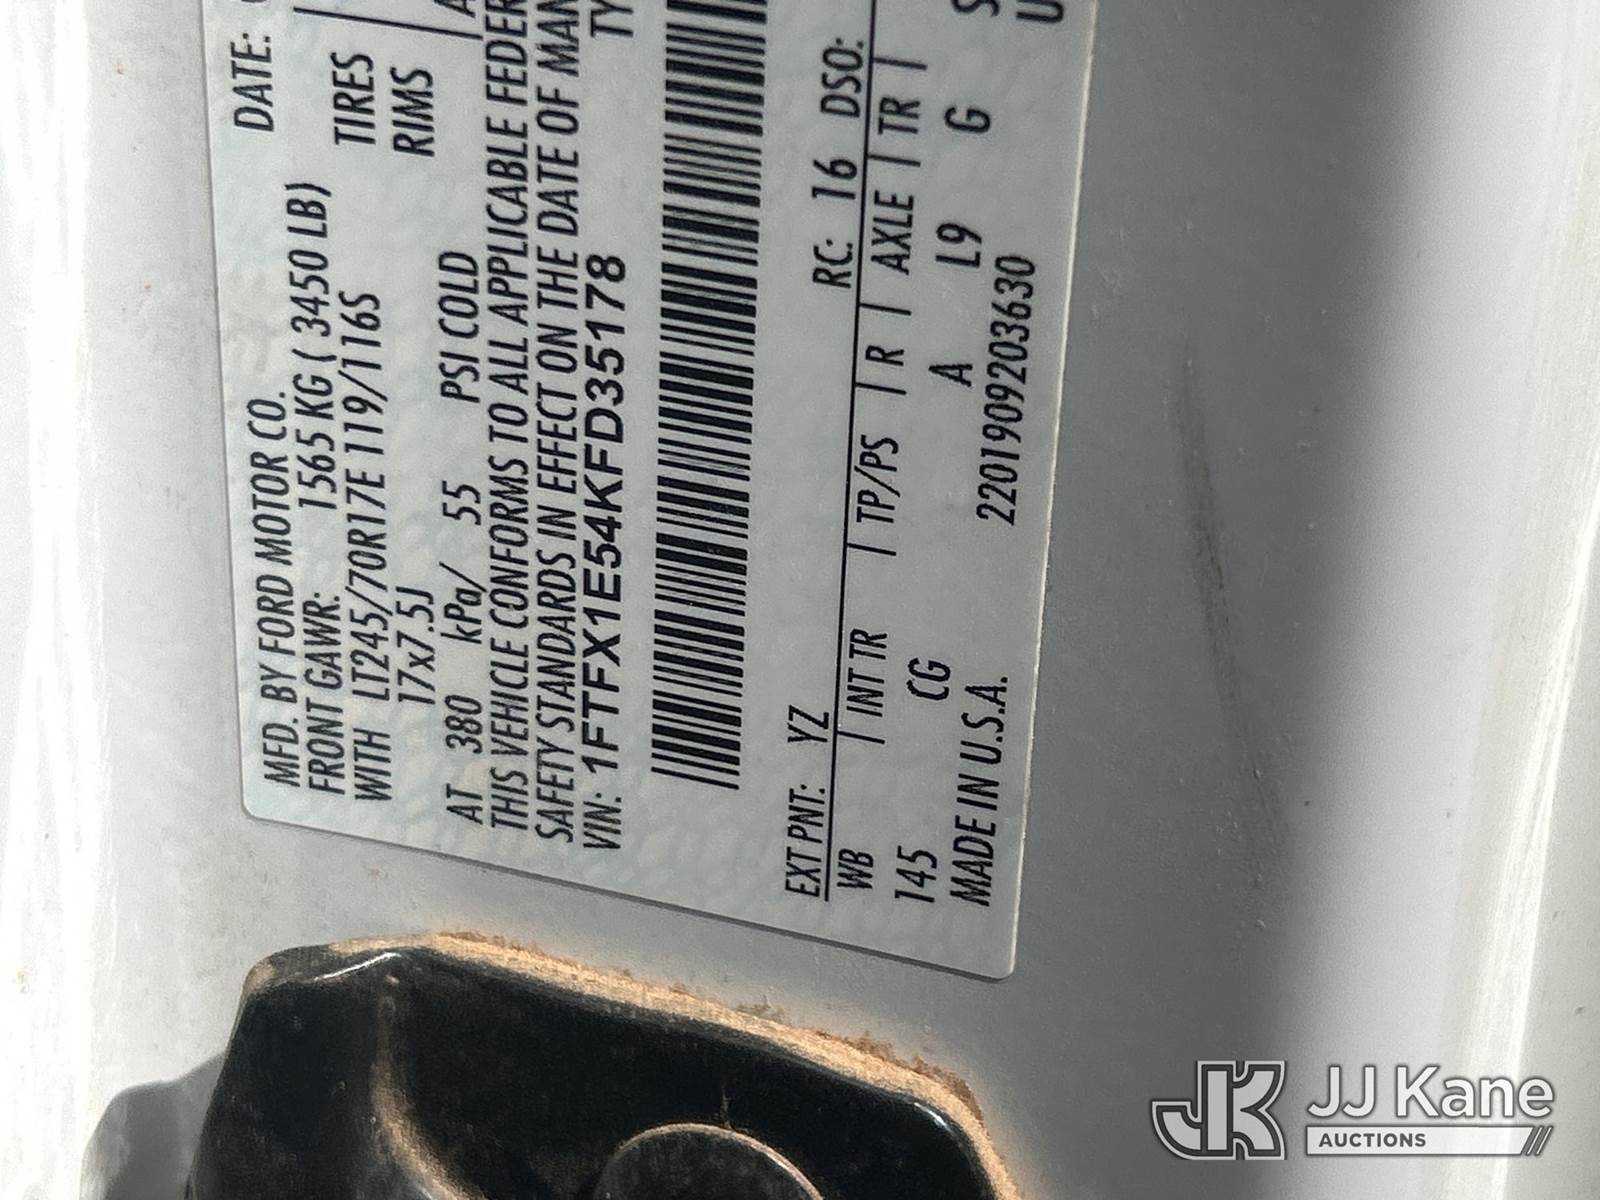 MFD. BY FORD MOTOR CO. DATE:
FRONT GAWR: 1565 KG ( 3450 LB)
WITH LT245/70R17E 119/116S TIRES
17x7.5J RIMS
AT 380 kPa/ 55 PSI COLD
THIS VEHICLE CONFORMS TO ALL APPLICABLE FEDER
SAFETY STANDARDS IN EFFECT ON THE DATE OF MAN
VIN: 1FTFX1E54KFD35178 TY
EXT PNT: YZ RC: 16 DSO:
WB | INT TR | TP/PS | R | AXLE | TR |
145 CG A L9 G
MADE IN U.S.A. 2201909203630
JJ Kane
AUCTIONS